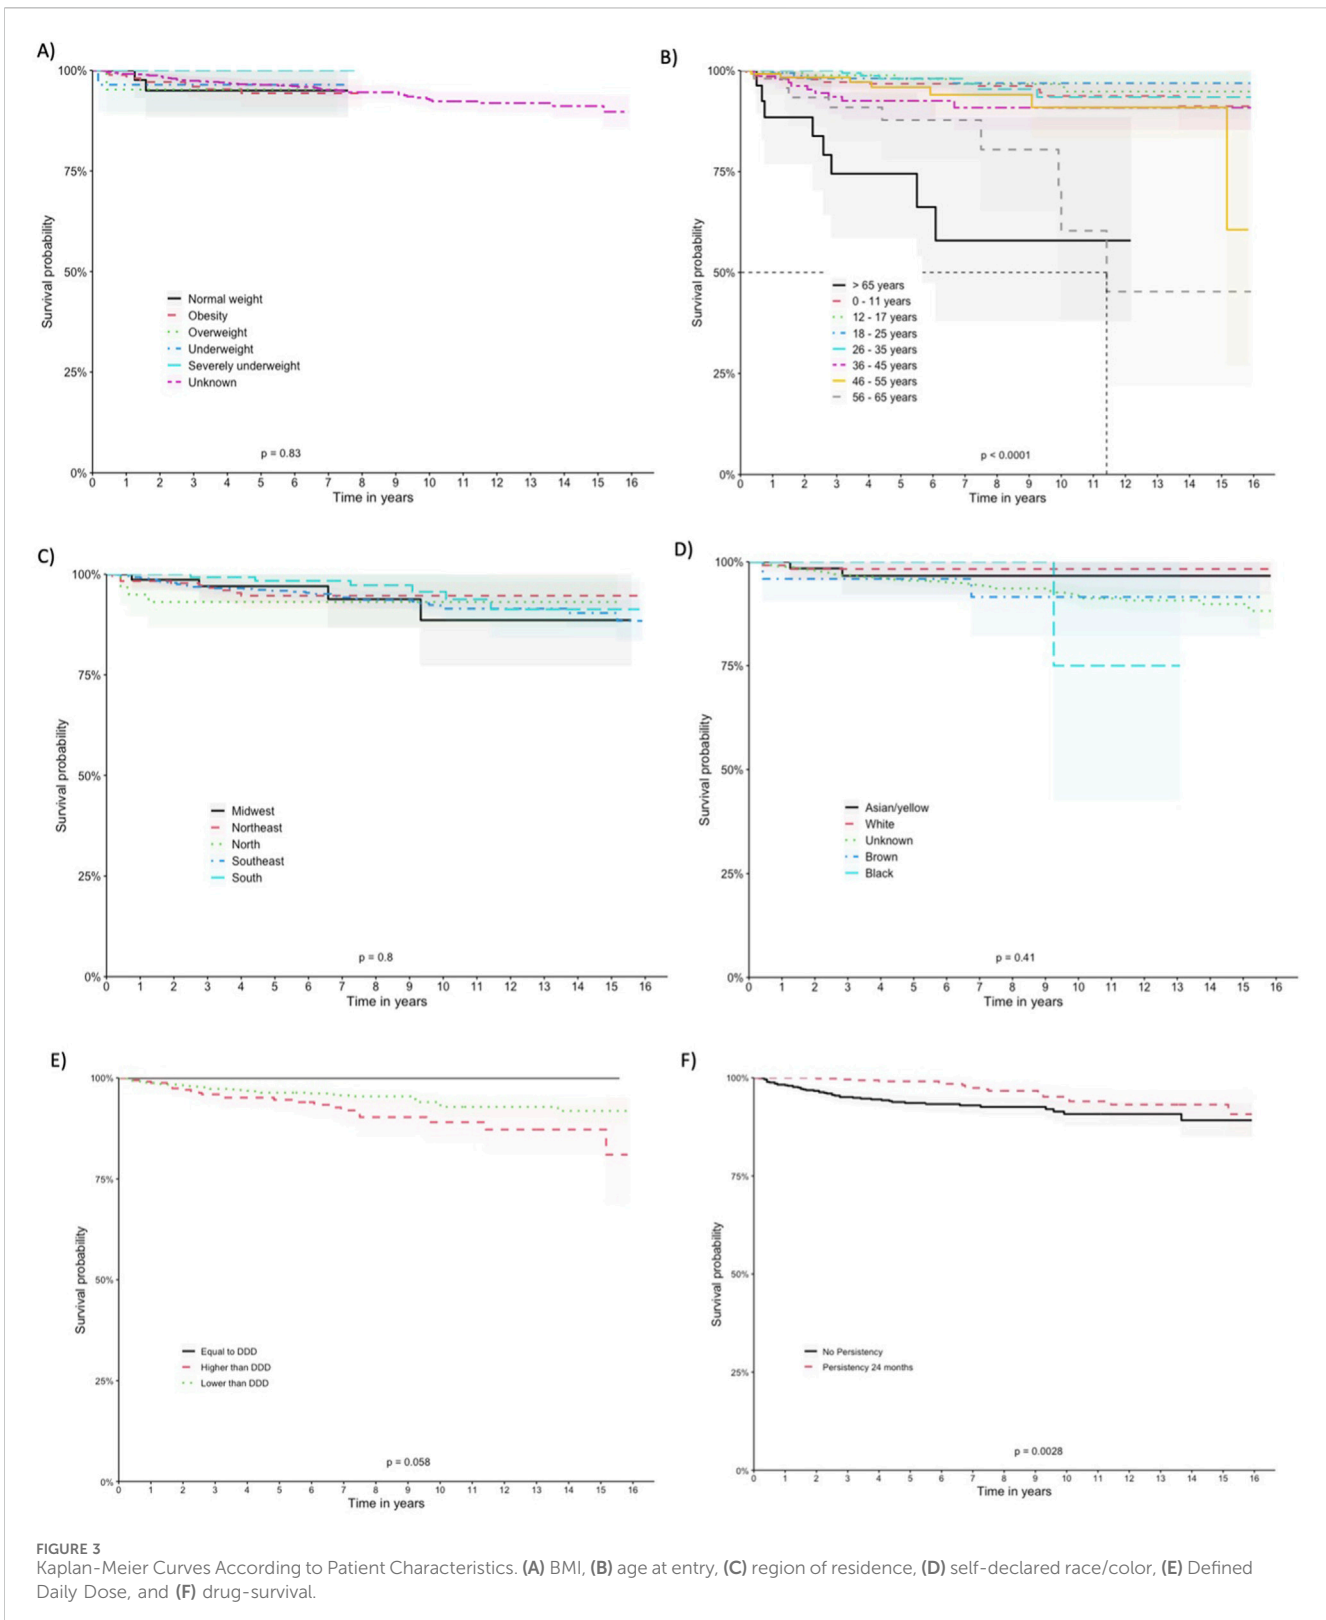 A)
100%
75%
50%
25%
0%
Survival probability
Normal weight
Obesity
Overweight
Underweight
Severely underweight
Unknown
p = 0.83
0 1 2 3 4 5 6 7 8 9 10 11 12 13 14 15 16
Time in years
B)
100%
75%
50%
25%
0%
Survival probability
> 65 years
0 - 11 years
12 - 17 years
18 - 25 years
26 - 35 years
36 - 45 years
46 - 55 years
56 - 65 years
p < 0.0001
0 1 2 3 4 5 6 7 8 9 10 11 12 13 14 15 16
Time in years
C)
100%
75%
50%
25%
0%
Survival probability
Midwest
Northeast
North
Southeast
South
p = 0.8
0 1 2 3 4 5 6 7 8 9 10 11 12 13 14 15 16
Time in years
D)
100%
75%
50%
25%
0%
Survival probability
Asian/yellow
White
Unknown
Brown
Black
p = 0.41
0 1 2 3 4 5 6 7 8 9 10 11 12 13 14 15 16
Time in years
E)
100%
75%
50%
25%
0%
Survival probability
Equal to DDD
Higher than DDD
Lower than DDD
p = 0.058
0 1 2 3 4 5 6 7 8 9 10 11 12 13 14 15 16
Time in years
F)
100%
75%
50%
25%
0%
Survival probability
No Persistency
Persistency 24 months
p = 0.0028
0 1 2 3 4 5 6 7 8 9 10 11 12 13 14 15 16
Time in years
FIGURE 3
Kaplan-Meier Curves According to Patient Characteristics. (A) BMI, (B) age at entry, (C) region of residence, (D) self-declared race/color, (E) Defined
Daily Dose, and (F) drug-survival.